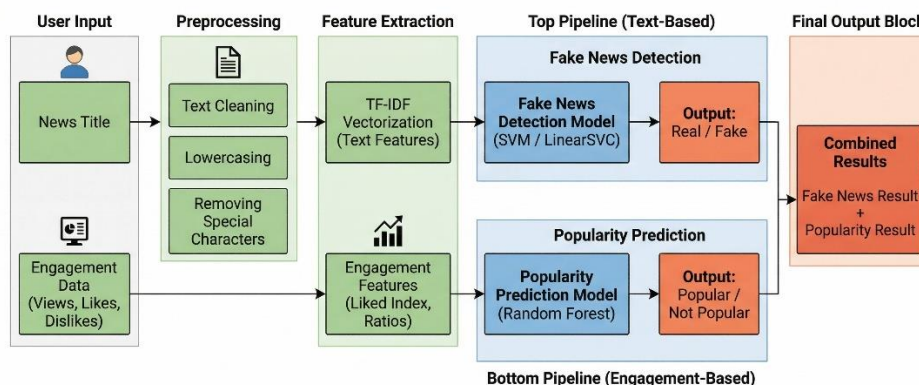 User Input
Preprocessing
Feature Extraction
Top Pipeline (Text-Based)
Final Output Block
Fake News Detection
News Title
Text Cleaning
Lowercasing
Removing
Special
Characters
TF-IDF
Vectorization
(Text Features)
Fake News
Detection Model
(SVM / LinearSVC)
Output:
Real / Fake
Combined
Results
Fake News Result
+
Popularity Result
Engagement
Data
(Views, Likes,
Dislikes)
Engagement
Features
(Liked Index,
Ratios)
Popularity Prediction
Popularity
Prediction Model
(Random Forest)
Output:
Popular /
Not Popular
Bottom Pipeline (Engagement-Based)